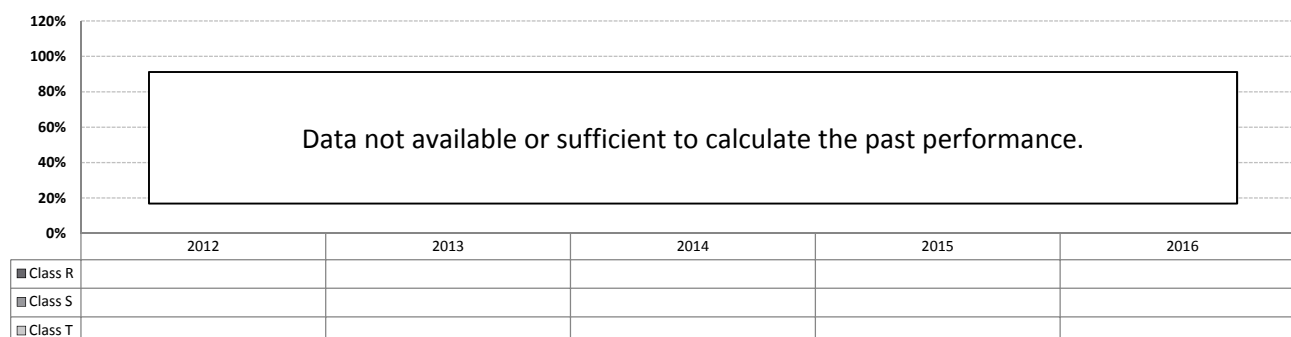 120%
100%
80%
60%
40%
20%
0%
Data not available or sufficient to calculate the past performance.
2012 2013 2014 2015 2016
Class R
Class S
Class T